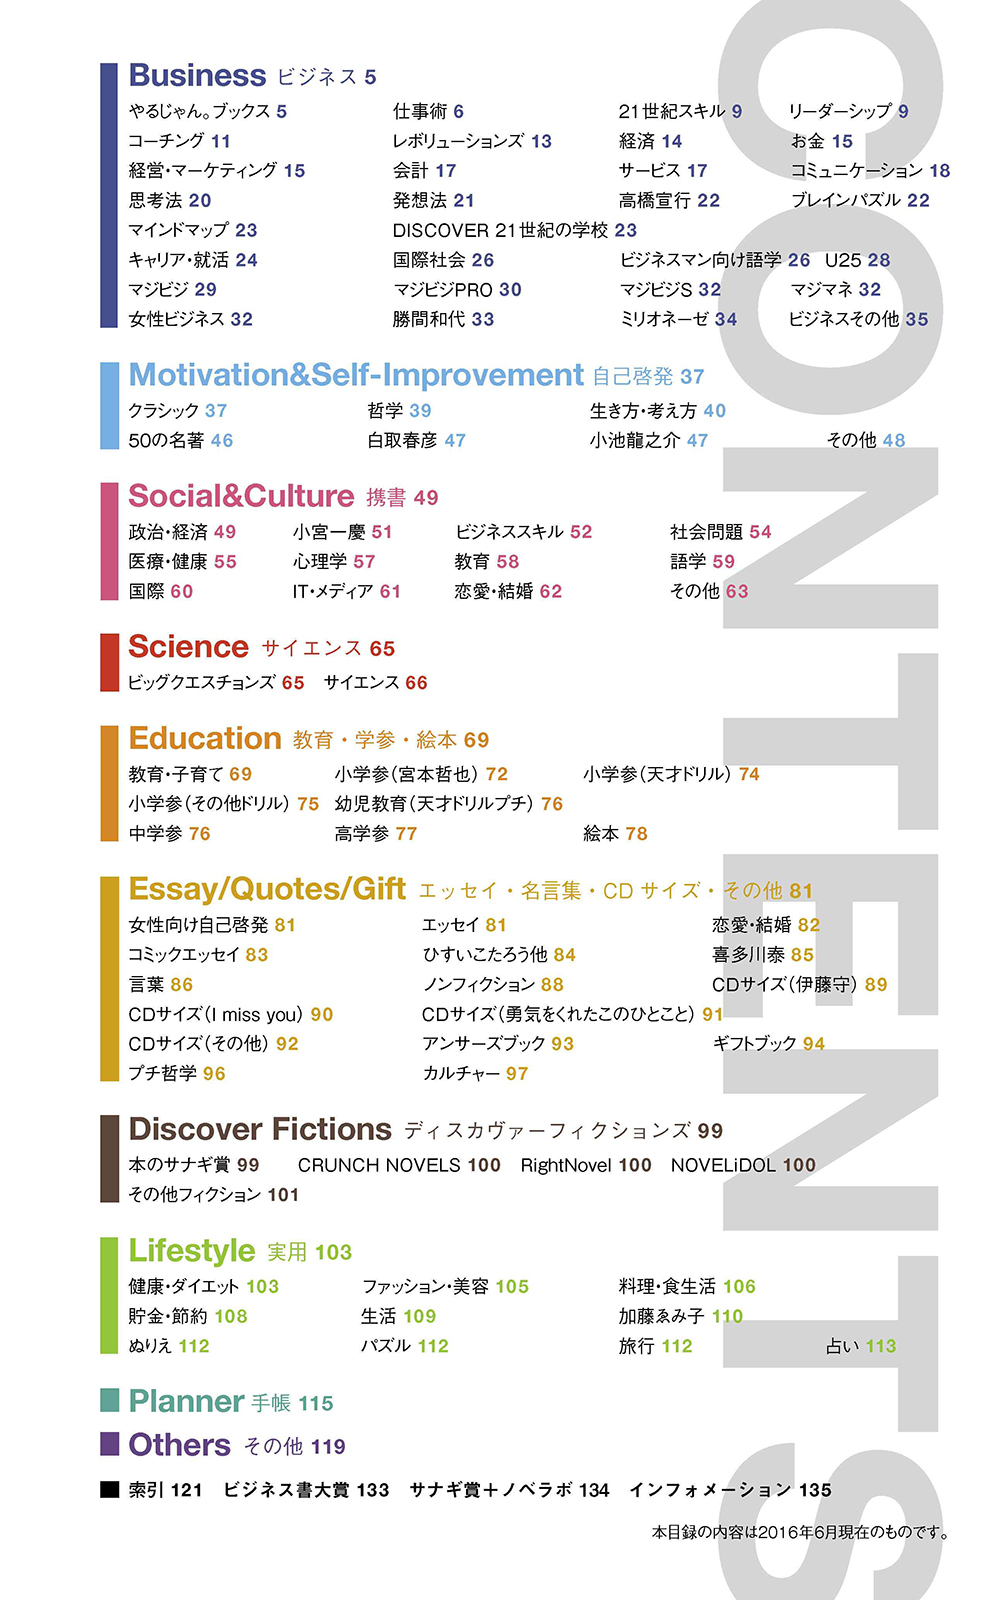 CONTENTS
Business ビジネス 5
やるじゃん。ブックス 5 仕事術 6 21世紀スキル 9 リーダーシップ 9
コーチング 11 レボリューションズ 13 経済 14 お金 15
経営・マーケティング 15 会計 17 サービス 17 コミュニケーション 18
思考法 20 発想法 21 高橋宣行 22 ブレインパズル 22
マインドマップ 23 DISCOVER 21世紀の学校 23
キャリア・就活 24 国際社会 26 ビジネスマン向け語学 26 U25 28
マジビジ 29 マジビジPRO 30 マジビジS 32 マジマネ 32
女性ビジネス 32 勝間和代 33 ミリオネーゼ 34 ビジネスその他 35
Motivation&Self-Improvement 自己啓発 37
クラシック 37 哲学 39 生き方・考え方 40
50の名著 46 白取春彦 47 小池龍之介 47 その他 48
Social&Culture 携書 49
政治・経済 49 小宮一慶 51 ビジネススキル 52 社会問題 54
医療・健康 55 心理学 57 教育 58 語学 59
国際 60 IT・メディア 61 恋愛・結婚 62 その他 63
Science サイエンス 65
ビッグクエスチョンズ 65 サイエンス 66
Education 教育・学参・絵本 69
教育・子育て 69 小学参（宮本哲也） 72 小学参（天才ドリル） 74
小学参（その他ドリル） 75 幼児教育（天才ドリルプチ） 76
中学参 76 高学参 77 絵本 78
Essay/Quotes/Gift エッセイ・名言集・CD サイズ・その他 81
女性向け自己啓発 81 エッセイ 81 恋愛・結婚 82
コミックエッセイ 83 ひすいこたろう他 84 喜多川泰 85
言葉 86 ノンフィクション 88 CDサイズ（伊藤守） 89
CDサイズ（I miss you） 90 CDサイズ（勇気をくれたこのひとこと） 91
CDサイズ（その他） 92 アンサーズブック 93 ギフトブック 94
プチ哲学 96 カルチャー 97
Discover Fictions ディスカヴァーフィクションズ 99
本のサナギ賞 99 CRUNCH NOVELS 100 RightNovel 100 NOVELiDOL 100
その他フィクション 101
Lifestyle 実用 103
健康・ダイエット 103 ファッション・美容 105 料理・食生活 106
貯金・節約 108 生活 109 加藤ゑみ子 110
ぬりえ 112 パズル 112 旅行 112 占い 113
Planner 手帳 115
Others その他 119
索引 121 ビジネス書大賞 133 サナギ賞＋ノベラボ 134 インフォメーション 135
本目録の内容は2016年6月現在のものです。